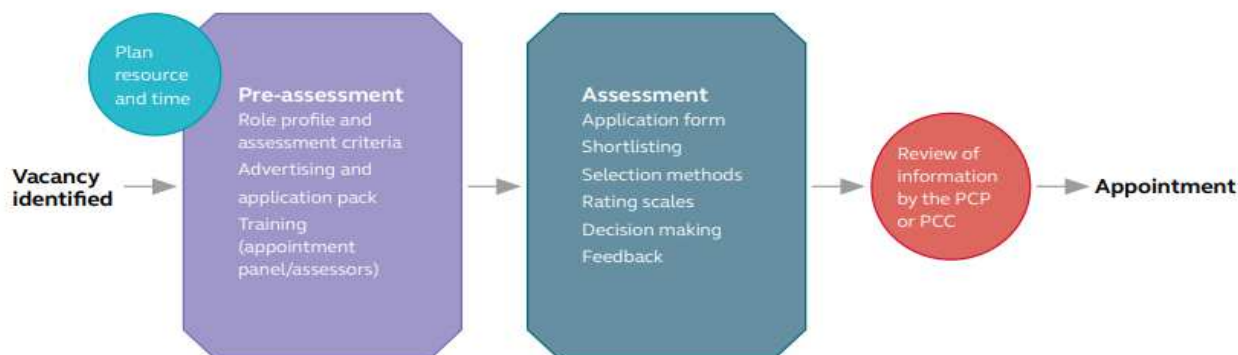 Plan
resource
and time
Vacancy
identified
Pre-assessment
Role profile and
assessment criteria
Advertising and
application pack
Training
(appointment
panel/assessors)
Assessment
Application form
Shortlisting
Selection methods
Rating scales
Decision making
Feedback
Review of
information
by the PCP
or PCC
Appointment